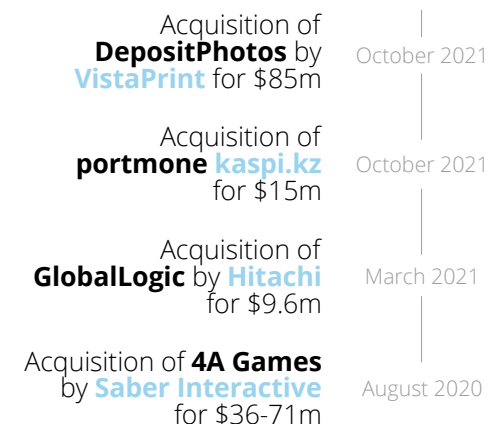 Acquisition of
DepositPhotos by
VistaPrint for $85m
October 2021
Acquisition of
portmone kaspi.kz
for $15m
October 2021
Acquisition of
GlobalLogic by Hitachi
for $9.6m
March 2021
Acquisition of 4A Games
by Saber Interactive
for $36-71m
August 2020